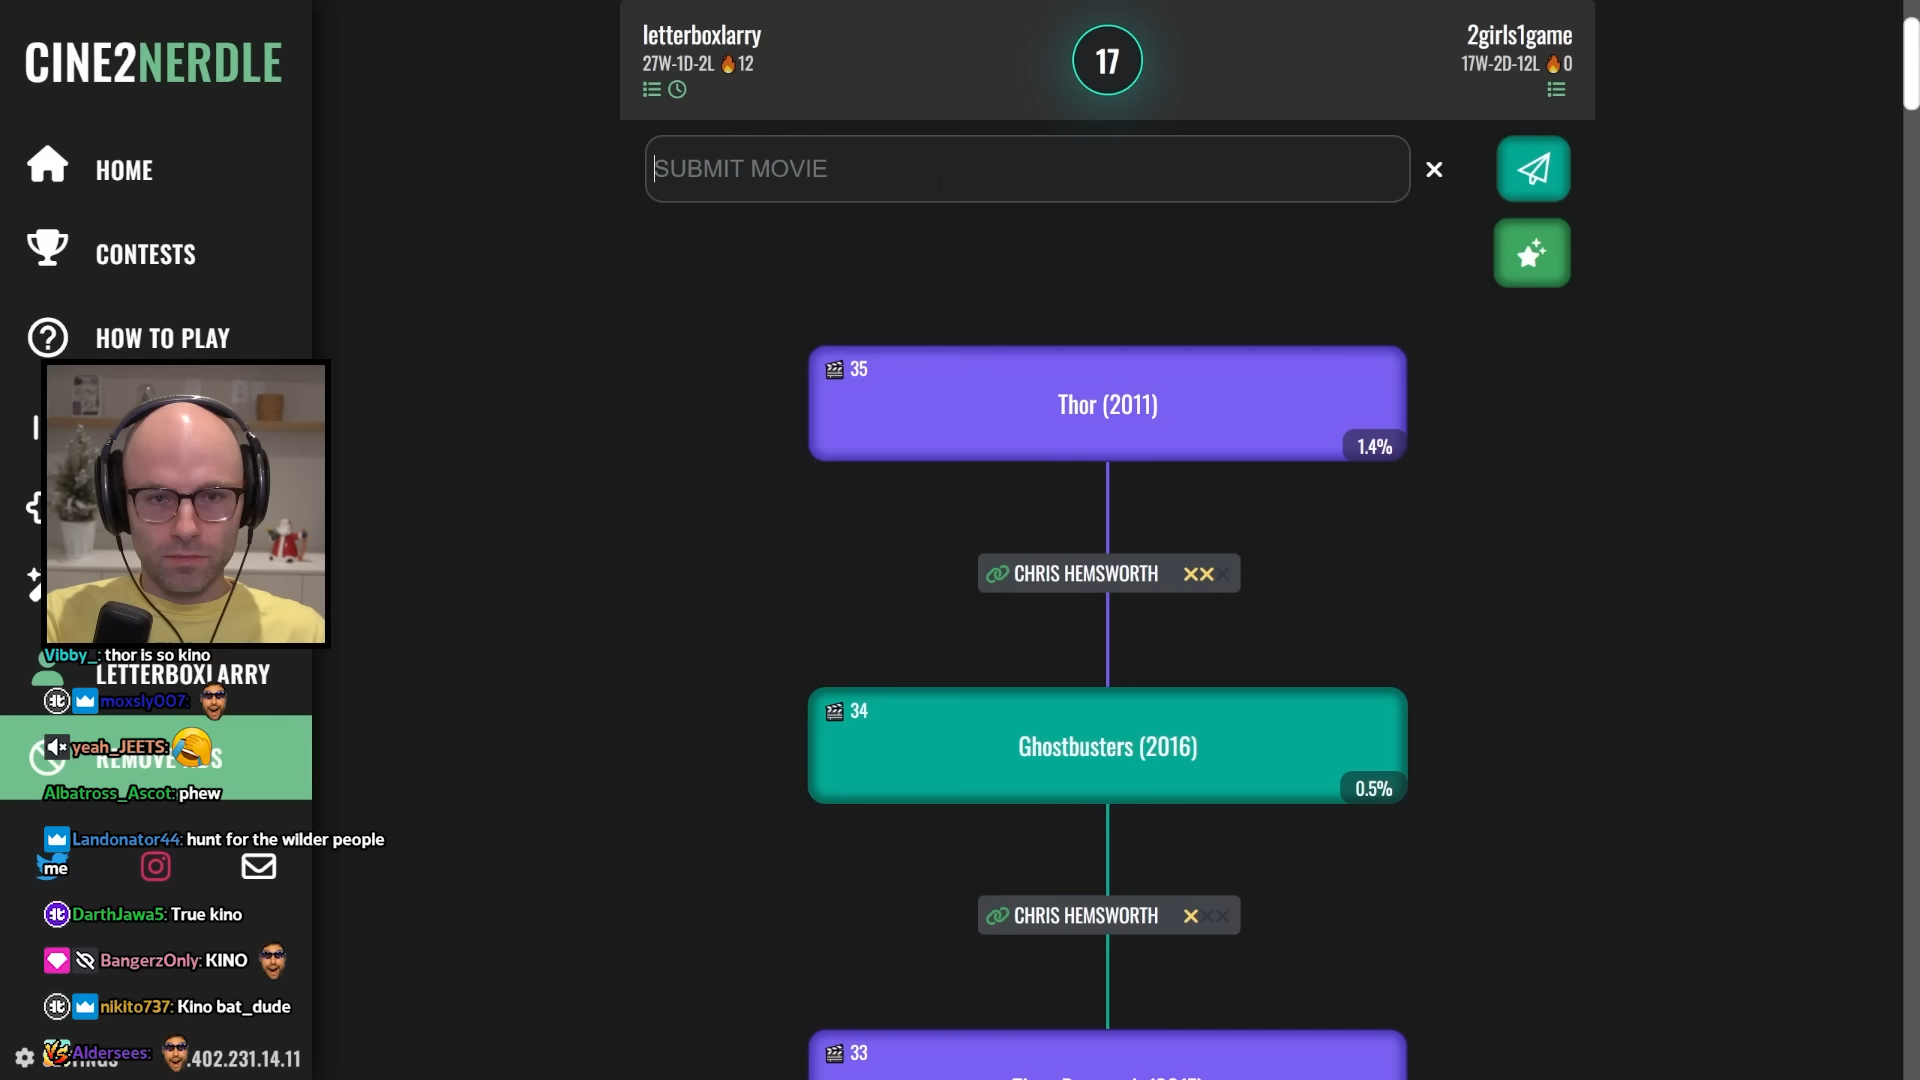 CINE2NERDLE
HOME
CONTESTS
HOW TO PLAY
LETTERBOXLARRY
REMOVE ADS
Vibby_: thor is so kino
moxsly007:
yeah_JEETS:
Albatross_Ascot: phew
Landonator44: hunt for the wilder people
me
DarthJawa5: True kino
BangerzOnly: KINO
nikito737: Kino bat_dude
Aldersees:
.402.231.14.11
letterboxlarry
27W-1D-2L 🔥12
17
2girls1game
17W-2D-12L 🔥0
SUBMIT MOVIE
35
Thor (2011)
1.4%
CHRIS HEMSWORTH
34
Ghostbusters (2016)
0.5%
CHRIS HEMSWORTH
33